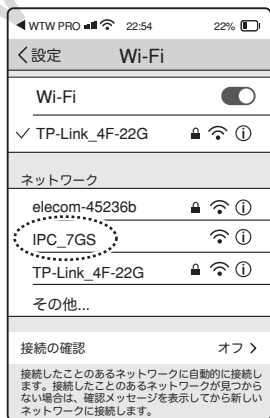 ◀WTW PRO 22:54 22%
く設定 Wi-Fi
Wi-Fi
✓ TP-Link_4F-22G
ネットワーク
elecom-45236b
IPC_7GS
TP-Link_4F-22G
その他...
接続の確認 オフ >
接続したことのあるネットワークに自動的に接続し
ます。接続したことのあるネットワークが見つから
ない場合は、確認メッセージを表示してから新しい
ネットワークに接続します。